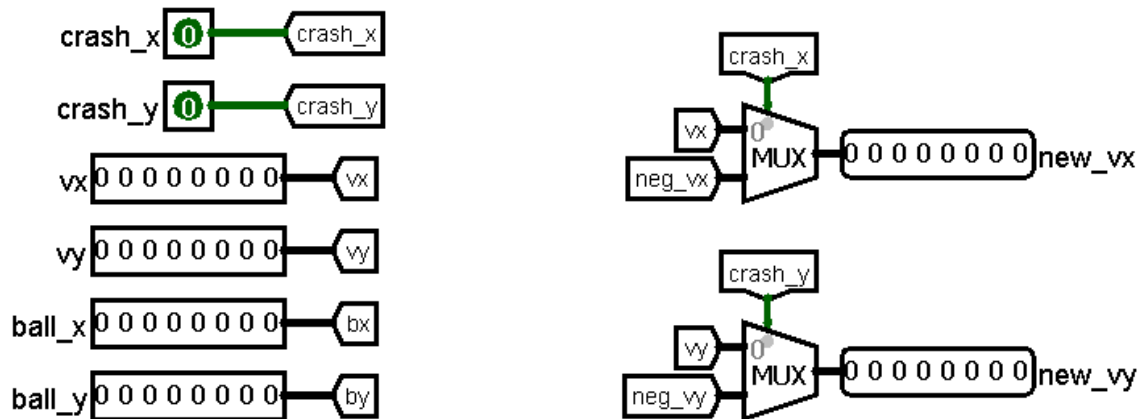 crash_x 0 crash_x
crash_y 0 crash_y
vx 0 0 0 0 0 0 0 0 vx
vy 0 0 0 0 0 0 0 0 vy
ball_x 0 0 0 0 0 0 0 0 bx
ball_y 0 0 0 0 0 0 0 0 by
crash_x
vx 0
MUX 0 0 0 0 0 0 0 0 new_vx
neg_vx
crash_y
vy 0
MUX 0 0 0 0 0 0 0 0 new_vy
neg_vy